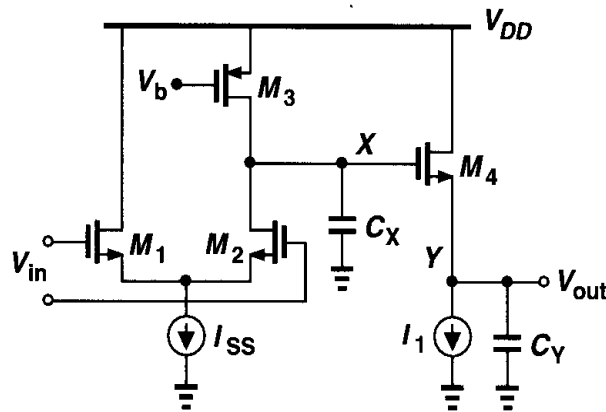 V_DD
V_b
M_3
X
M_4
C_X
V_in
M_1
M_2
Y
V_out
I_SS
I_1
C_Y